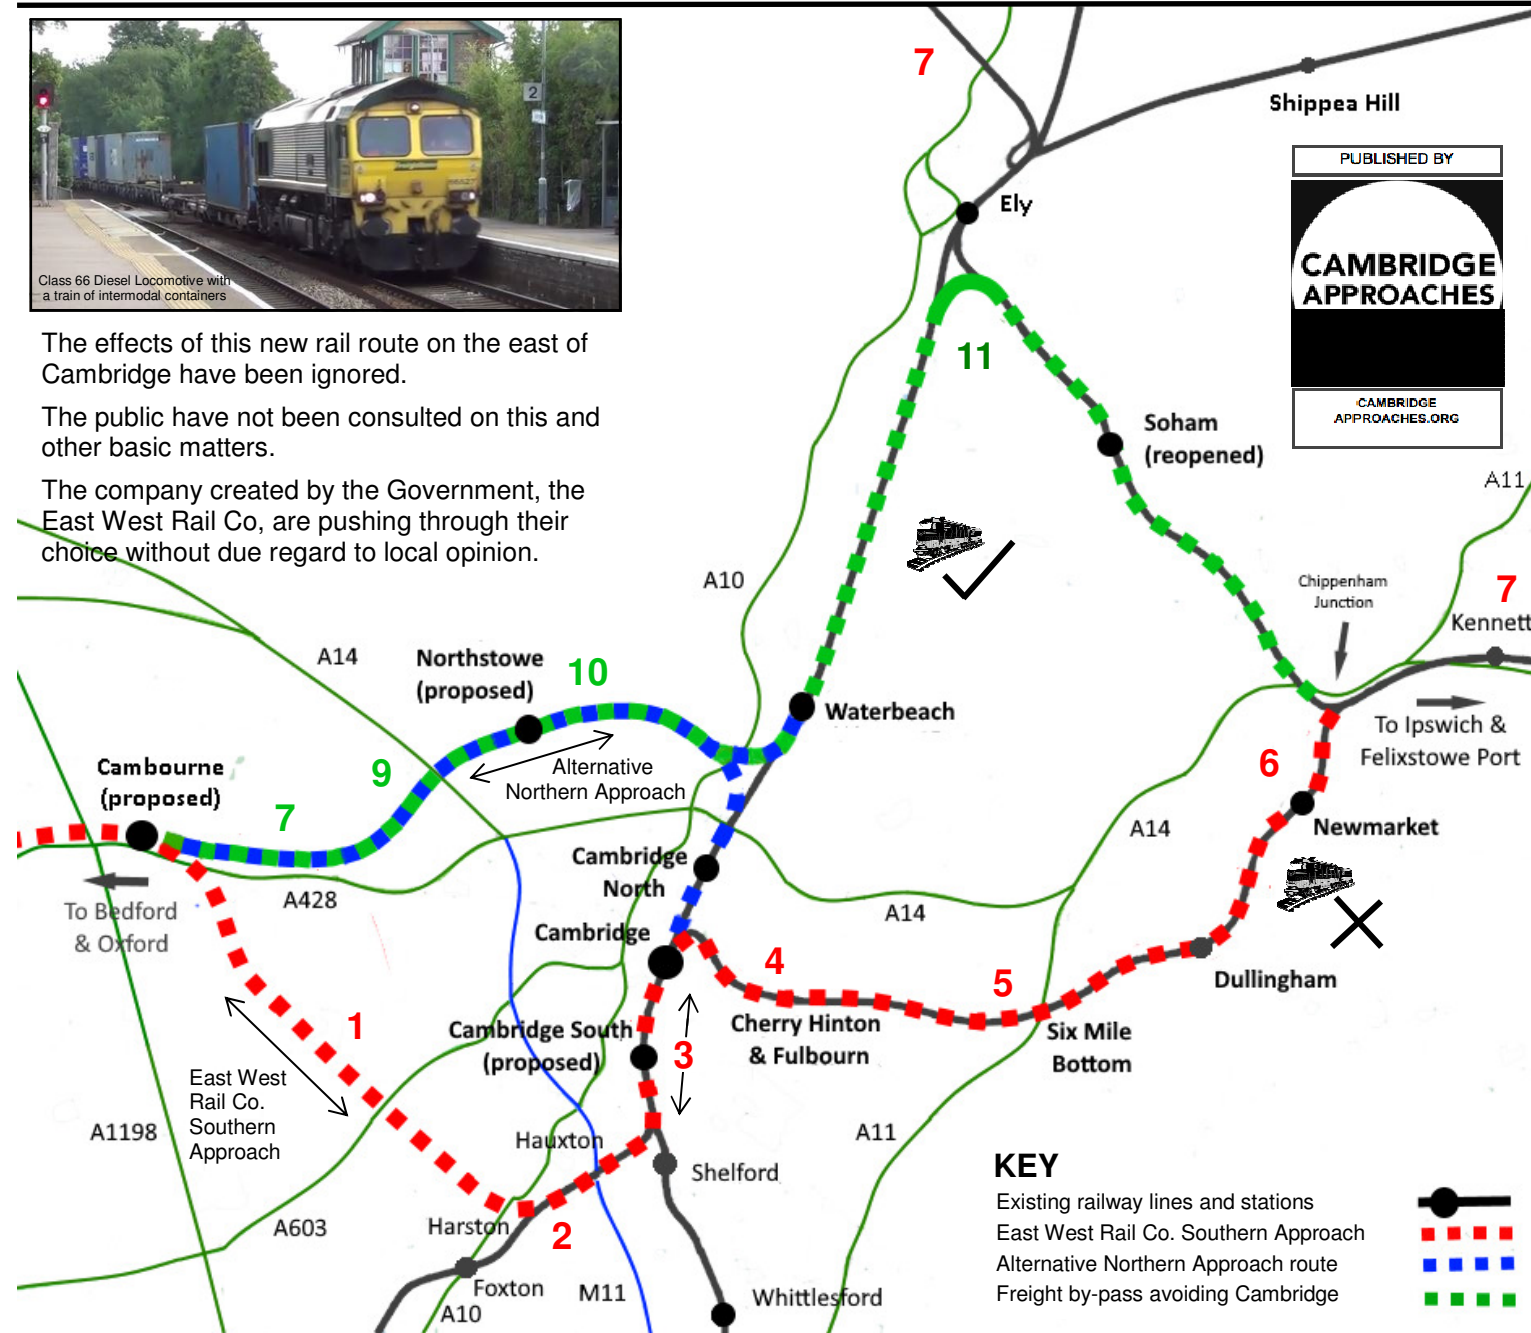 7
Shippea Hill
2
PUBLISHED BY
Ely
CAMBRIDGE
APPROACHES
Class 66 Diesel Locomotive with
a train of intermodal containers
The effects of this new rail route on the east of
Cambridge have been ignored.
11
CAMBRIDGE
APPROACHES.ORG
The public have not been consulted on this and
other basic matters.
Soham
(reopened)
The company created by the Government, the
East West Rail Co, are pushing through their
choice without due regard to local opinion.
A11
A10
Chippenham
Junction
7
Kennett
A14
Northstowe
(proposed)
10
Waterbeach
To Ipswich &
Felixstowe Port
Cambourne
(proposed)
9
Alternative
Northern Approach
6
7
A14
Newmarket
Cambridge
North
A428
A14
To Bedford
& Oxford
Cambridge
4
5
Dullingham
1
Cambridge South
(proposed)
3
Cherry Hinton
& Fulbourn
Six Mile
Bottom
East West
Rail Co.
Southern
Approach
A1198
Hauxton
A11
Shelford
KEY
Existing railway lines and stations
East West Rail Co. Southern Approach
Alternative Northern Approach route
Freight by-pass avoiding Cambridge
A603
Harston
2
Foxton
M11
Whittlesford
A10